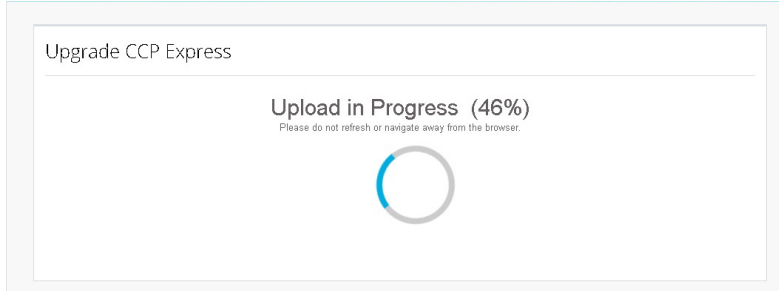 Upgrade CCP Express
Upload in Progress (46%)
Please do not refresh or navigate away from the browser.